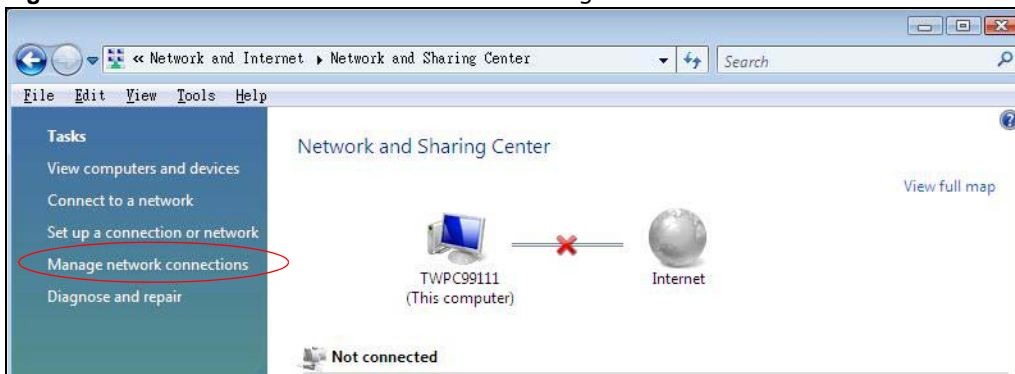 « Network and Internet ▸ Network and Sharing Center
Search
File Edit View Tools Help
Tasks
View computers and devices
Connect to a network
Set up a connection or network
Manage network connections
Diagnose and repair
Network and Sharing Center
View full map
TWPC99111
(This computer)
Internet
Not connected